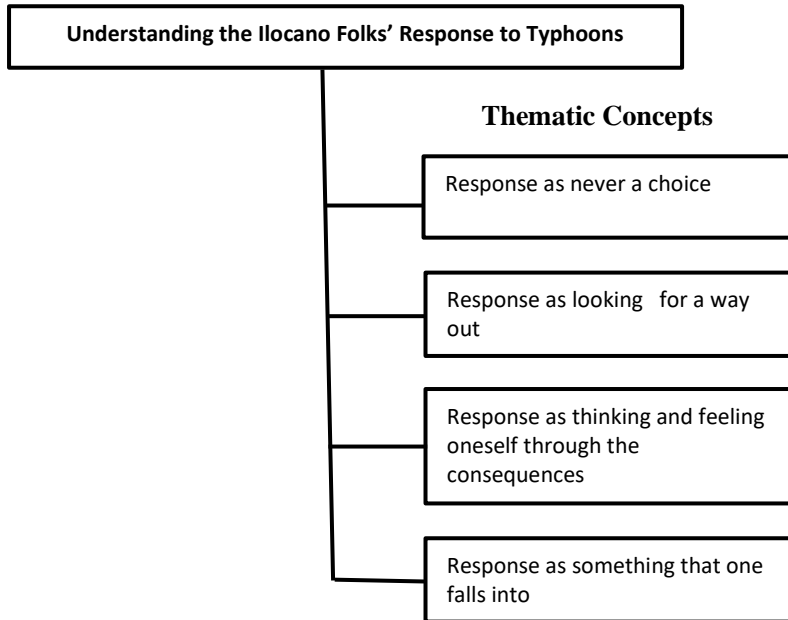 Understanding the Ilocano Folks’ Response to Typhoons
Thematic Concepts
Response as never a choice
Response as looking for a way
out
Response as thinking and feeling
oneself through the
consequences
Response as something that one
falls into